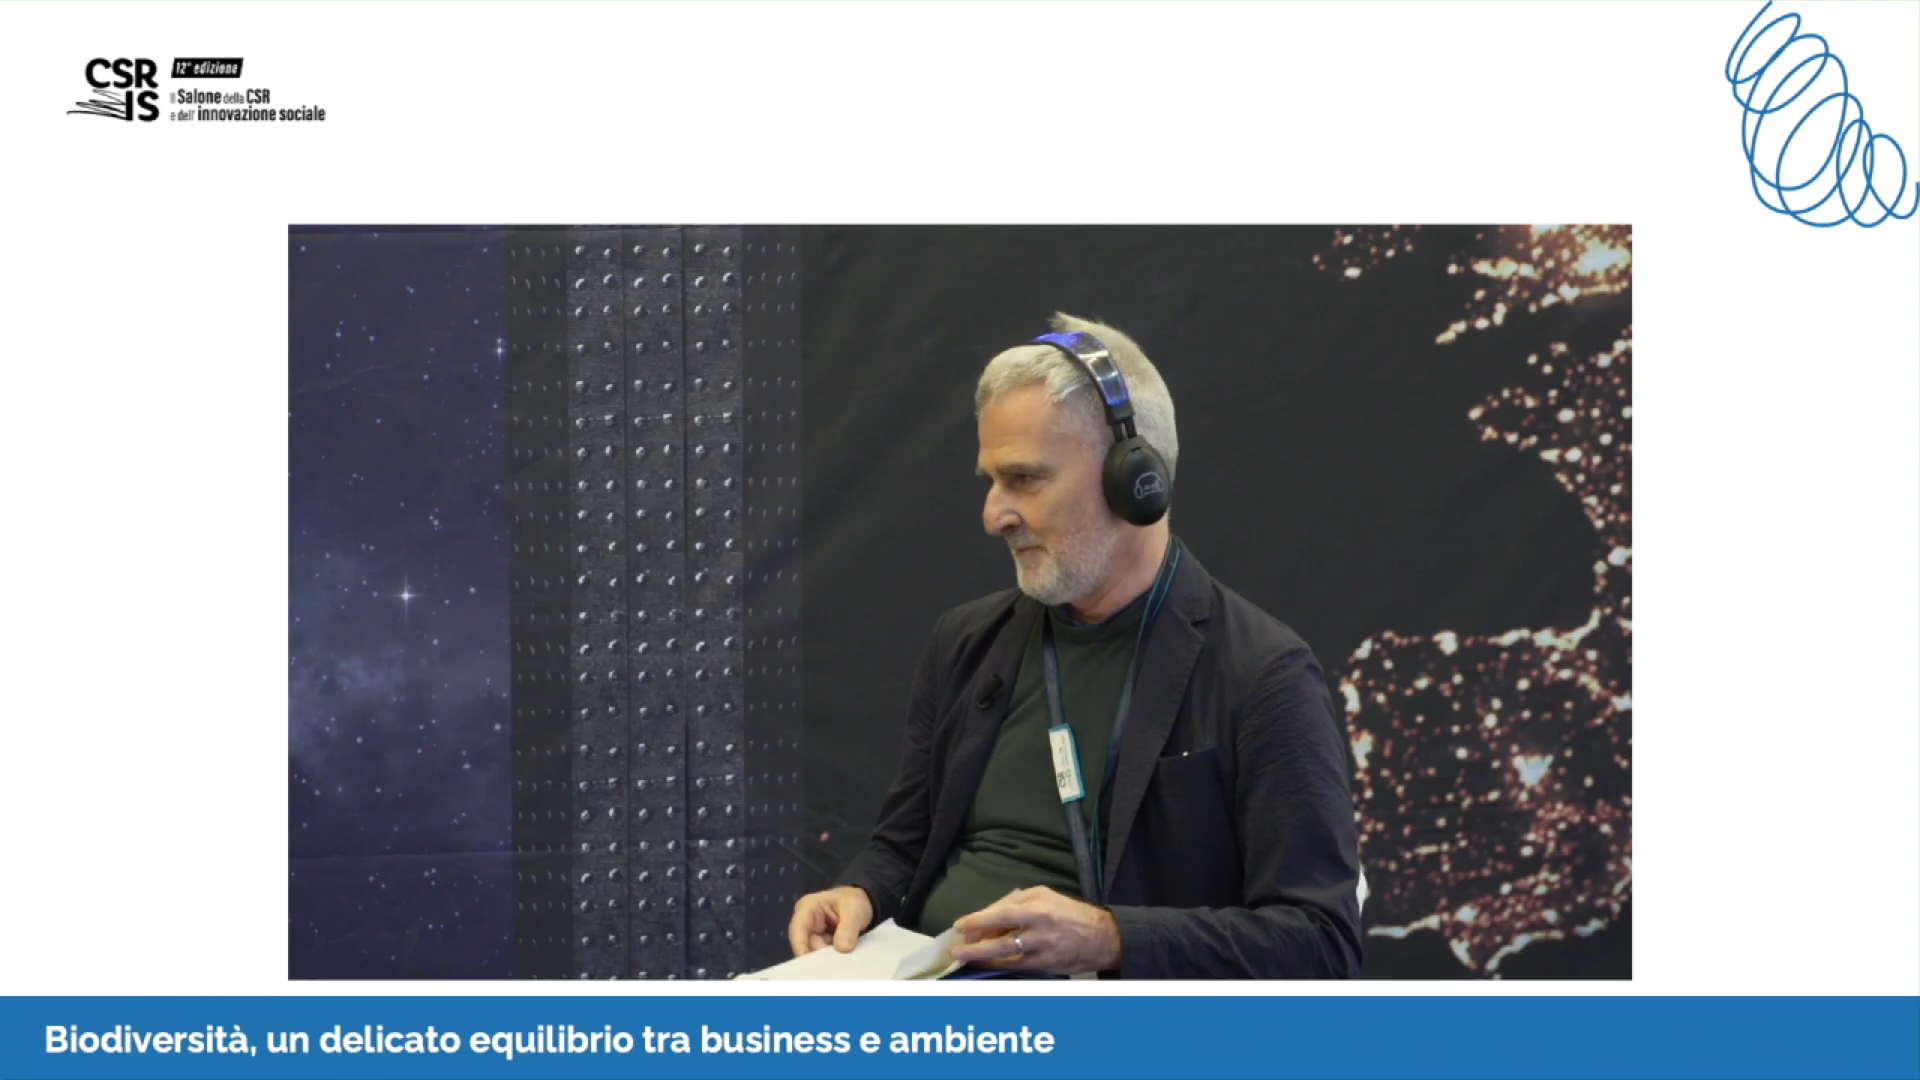 CSR
IS
12ª edizione
Il Salone della CSR
e dell'innovazione sociale
Biodiversità, un delicato equilibrio tra business e ambiente